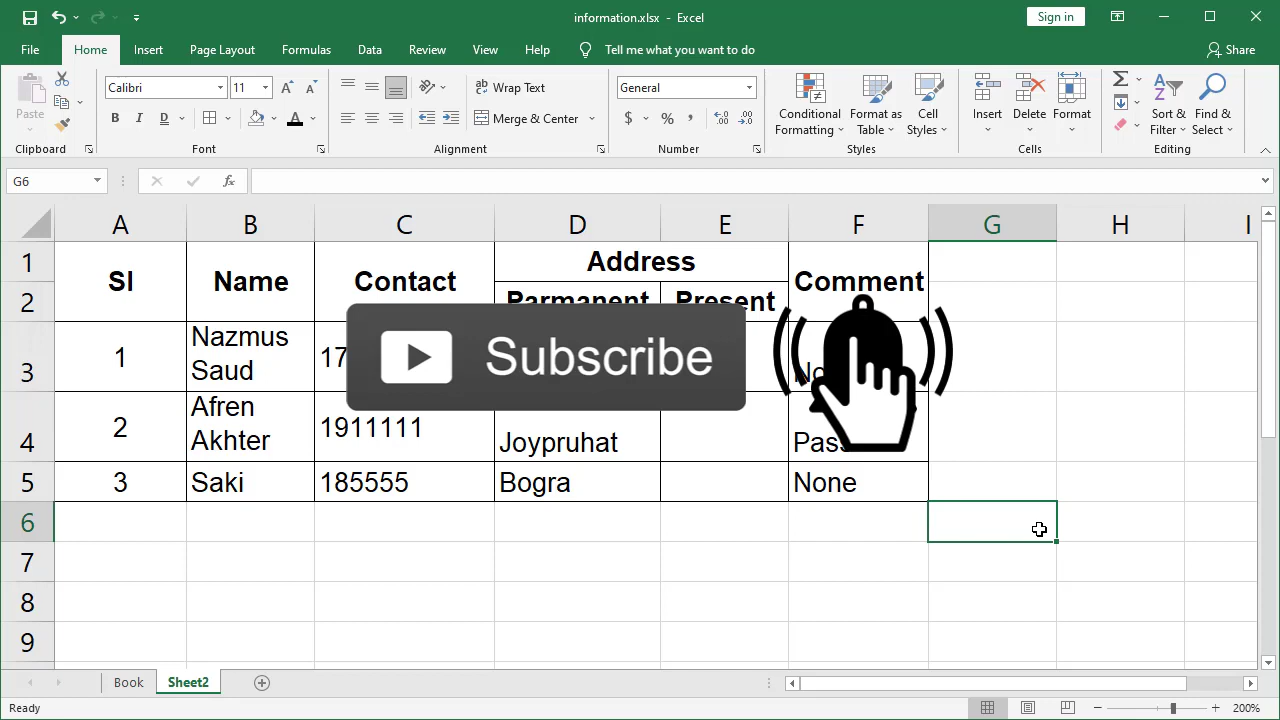 information.xlsx - Excel
Sign in
File Home Insert Page Layout Formulas Data Review View Help Tell me what you want to do Share
Paste
Calibri 11
B I D
Wrap Text
Merge & Center
General
$ % ,
Conditional Formatting
Format as Table
Cell Styles
Insert
Delete
Format
Sort & Filter
Find & Select
Clipboard Font Alignment Number Styles Cells Editing
G6
fx
A B C D E F G H I
1 Sl Name Contact Address Comment
2 Parmanent Present
3 1 Nazmus Saud 17
4 2 Afren Akhter 1911111 Joypruhat Pass
5 3 Saki 185555 Bogra None
6
7
8
9
Subscribe
Book Sheet2
Ready 200%